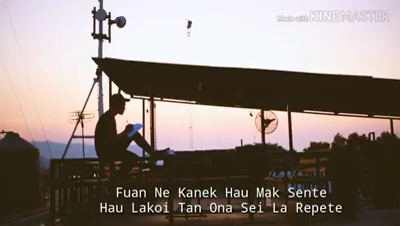 Made with KINEMASTER
Fuan Ne Kanek Hau Mak Sente
Hau Lakoi Tan Ona Sei La Repete